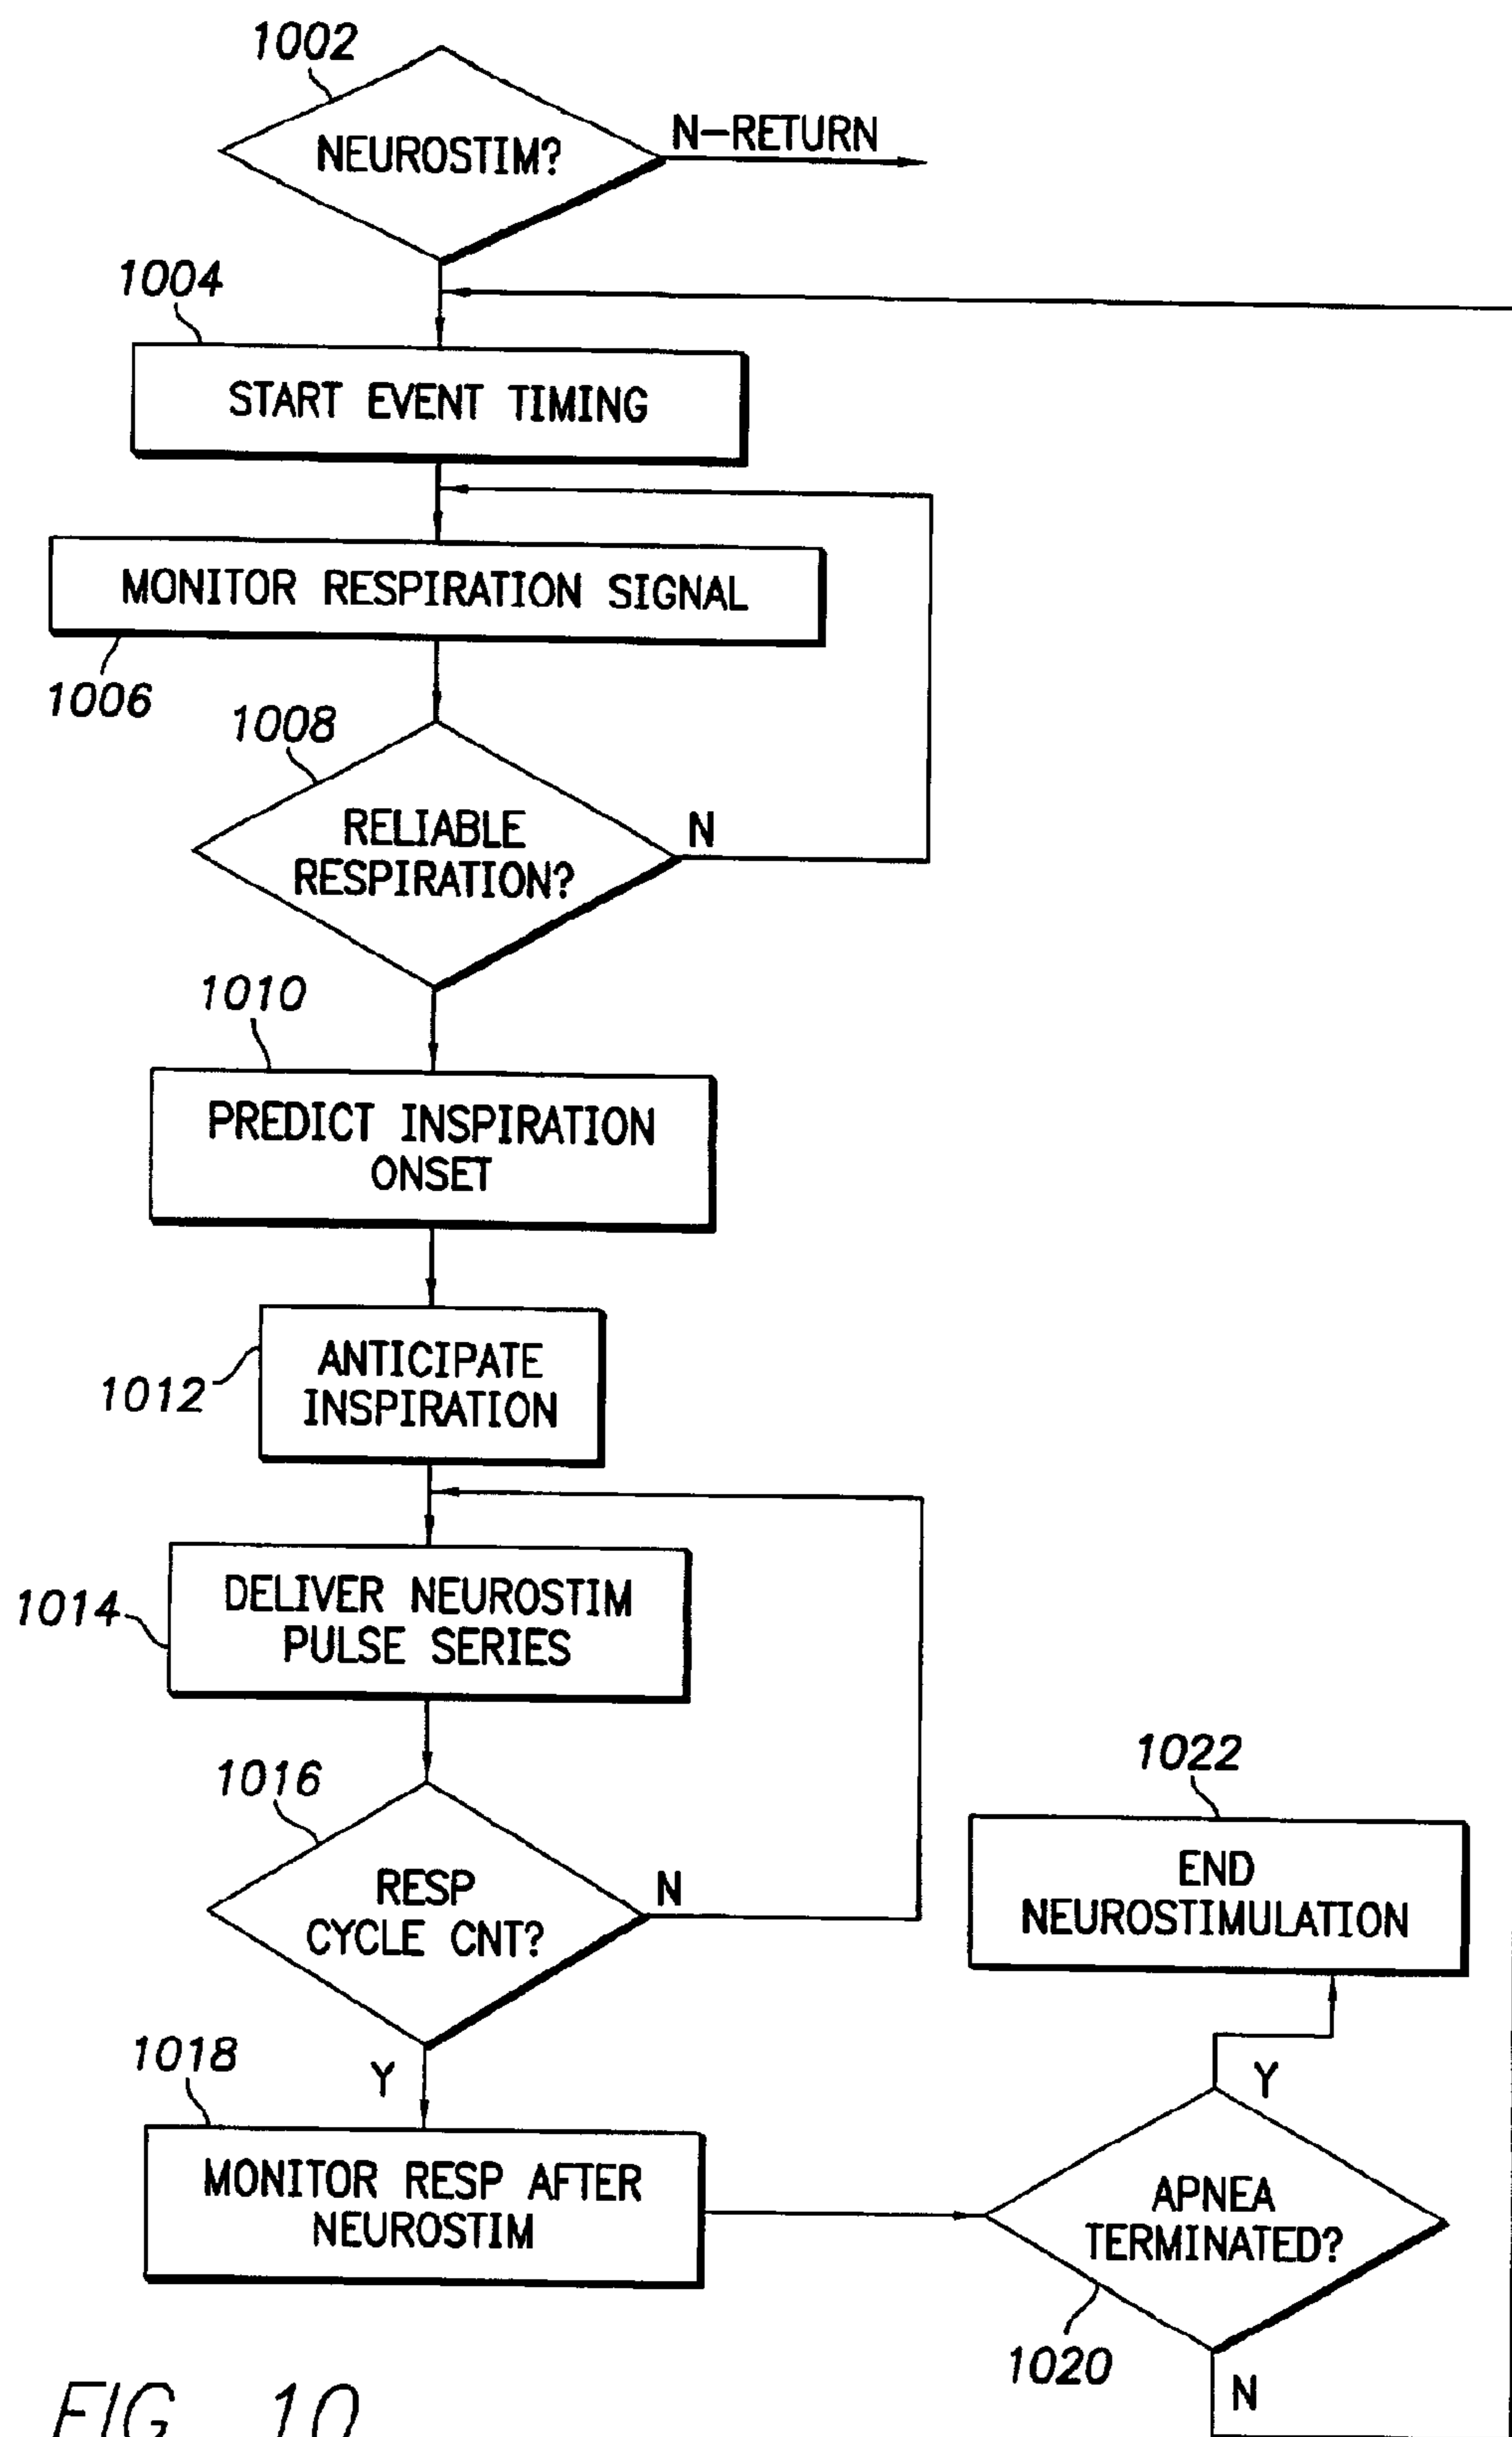 1002
NEUROSTIM?
N-RETURN
1004
START EVENT TIMING
MONITOR RESPIRATION SIGNAL
1006
1008
RELIABLE
RESPIRATION?
N
1010
PREDICT INSPIRATION
ONSET
1012
ANTICIPATE
INSPIRATION
1014
DELIVER NEUROSTIM
PULSE SERIES
1016
RESP
CYCLE CNT?
N
Y
1018
MONITOR RESP AFTER
NEUROSTIM
1022
END
NEUROSTIMULATION
Y
APNEA
TERMINATED?
1020
N
FIG 10